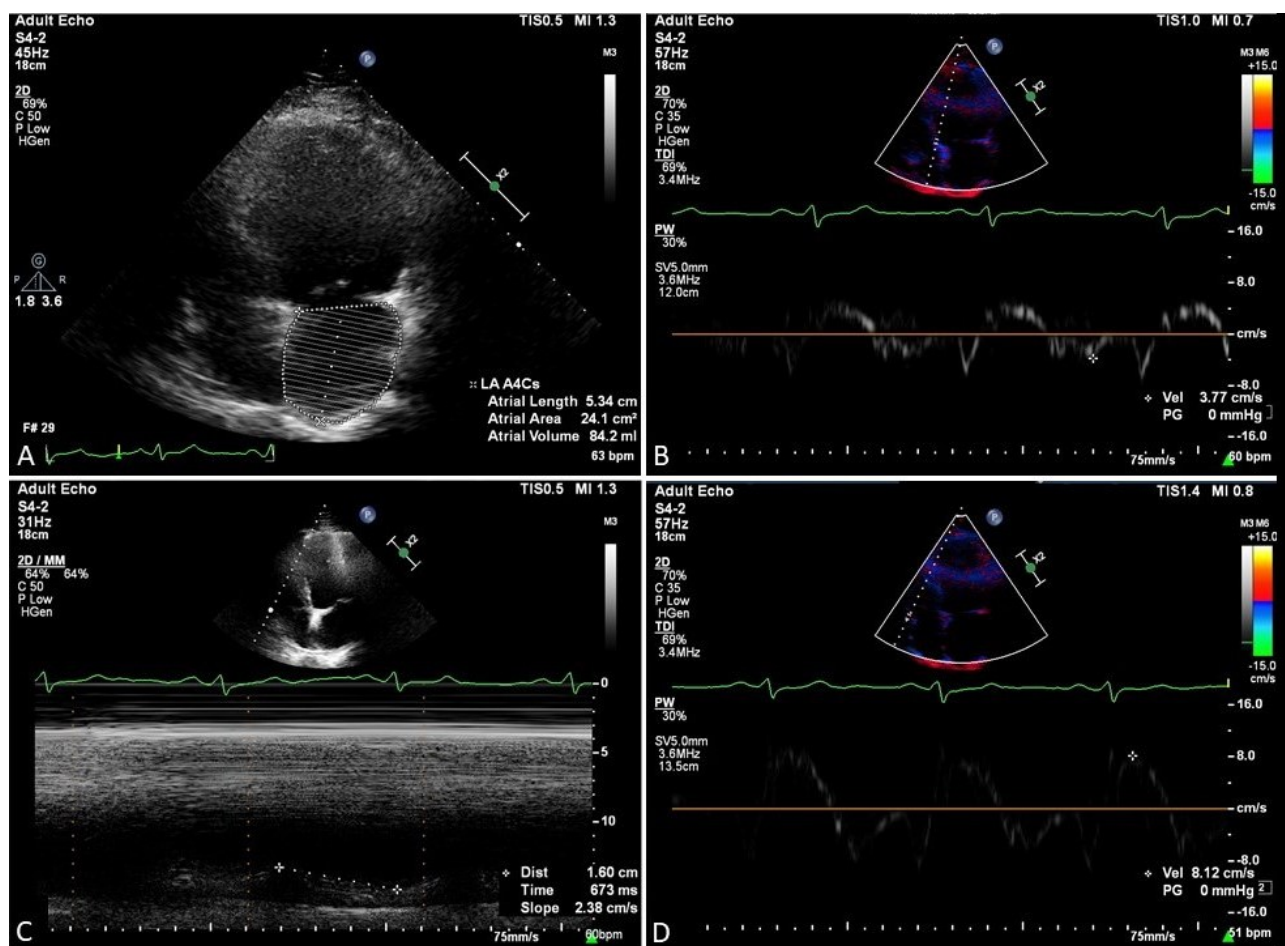 Adult Echo TIS0.5 MI 1.3
S4-2
45Hz
18cm
M3
2D
69%
C 50
P Low
HGen
P
X2
G
P R
1.8 3.6
LA A4Cs
Atrial Length 5.34 cm
Atrial Area 24.1 cm²
Atrial Volume 84.2 ml
F# 29
A
63 bpm
Adult Echo TIS1.0 MI 0.7
S4-2
57Hz
18cm
M3 M6
+15.0
2D
70%
C 35
P Low
HGen
TDI
69%
3.4MHz
P
X2
-15.0
cm/s
PW
30%
SV5.0mm
3.6MHz
12.0cm
-16.0
-8.0
cm/s
Vel 3.77 cm/s
PG 0 mmHg
-8.0
-16.0
B
75mm/s
60 bpm
Adult Echo TIS0.5 MI 1.3
S4-2
31Hz
18cm
M3
2D / MM
64% 64%
C 50
P Low
HGen
P
X2
0
5
10
Dist 1.60 cm
Time 673 ms
Slope 2.38 cm/s
C
75mm/s
60bpm
Adult Echo TIS1.4 MI 0.8
S4-2
57Hz
18cm
M3 M6
+15.0
2D
70%
C 35
P Low
HGen
TDI
69%
3.4MHz
P
X2
-15.0
cm/s
PW
30%
SV5.0mm
3.6MHz
13.5cm
16.0
-8.0
cm/s
-8.0
Vel 8.12 cm/s
PG 0 mmHg
2
-16.0
D
75mm/s
51 bpm